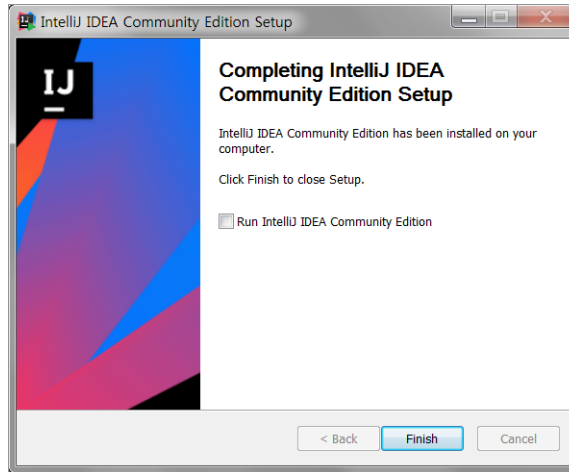 IntelliJ IDEA Community Edition Setup
IJ
Completing IntelliJ IDEA
Community Edition Setup
IntelliJ IDEA Community Edition has been installed on your
computer.
Click Finish to close Setup.
Run IntelliJ IDEA Community Edition
< Back
Finish
Cancel